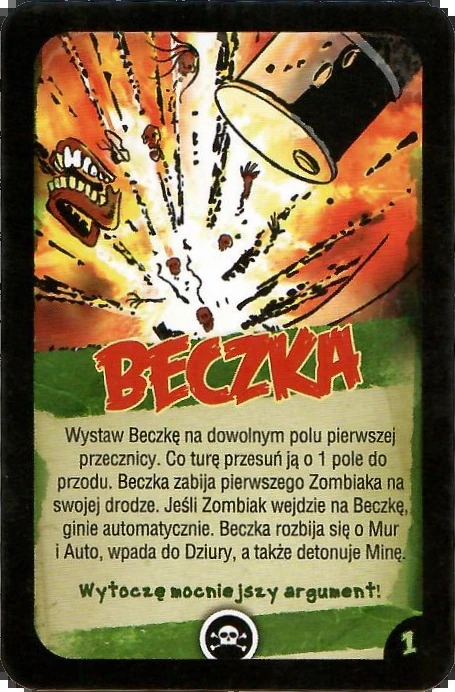 BECZKA
Wystaw Beczkę na dowolnym polu pierwszej
przecznicy. Co turę przesuń ją o 1 pole do
przodu. Beczka zabija pierwszego Zombiaka na
swojej drodze. Jeśli Zombiak wejdzie na Beczkę,
ginie automatycznie. Beczka rozbija się o Mur
i Auto, wpada do Dziury, a także detonuje Minę.
Wytoczę mocniejszy argument!
1